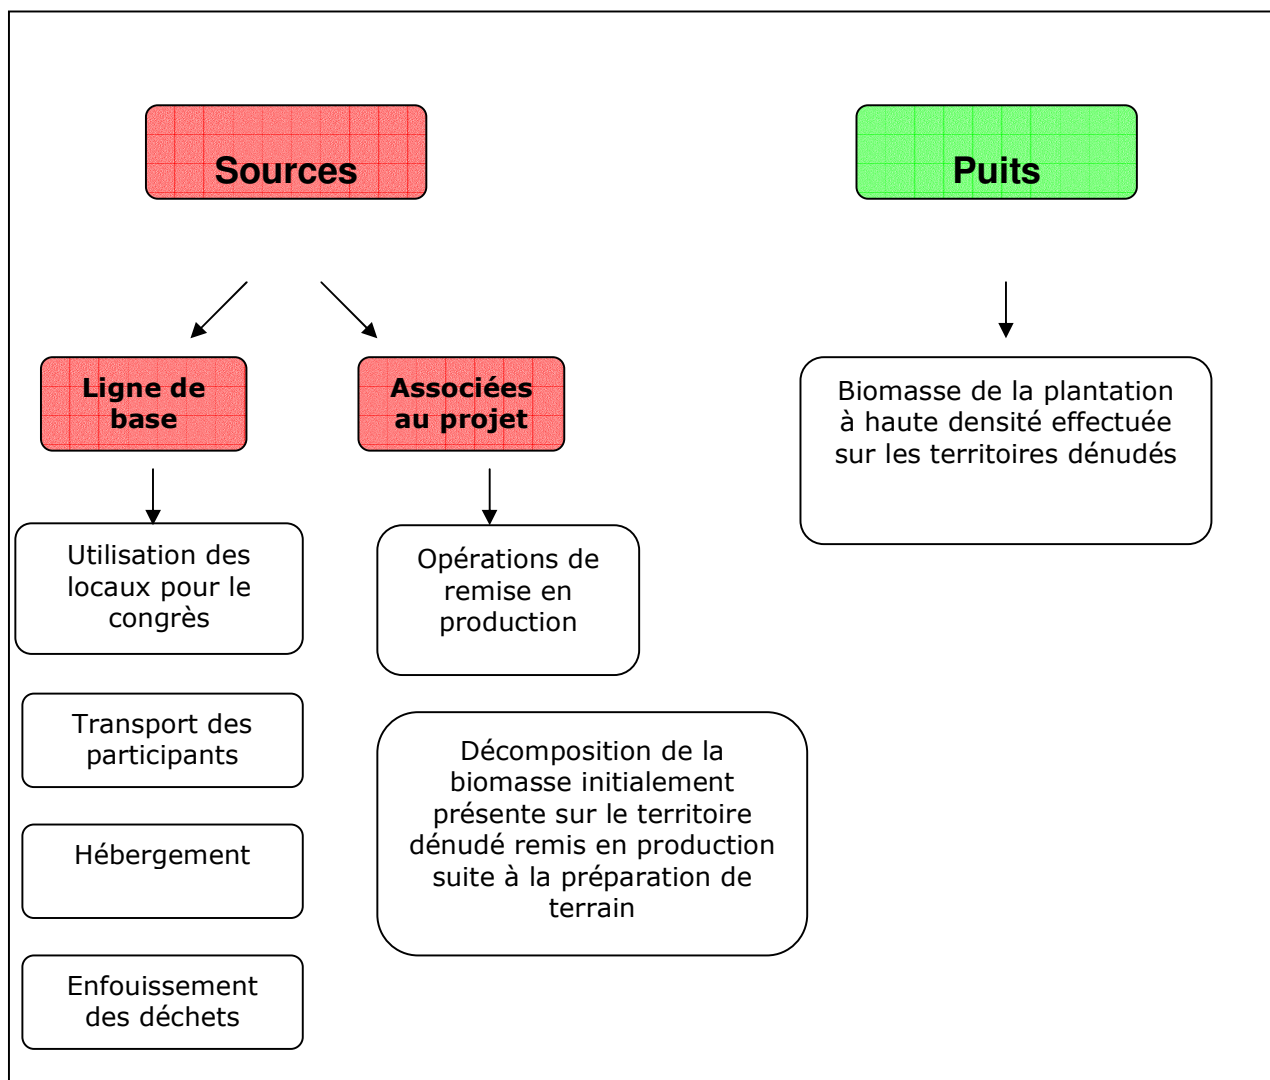 Sources
Puits
Ligne de
base
Associées
au projet
Biomasse de la plantation
à haute densité effectuée
sur les territoires dénudés
Utilisation des
locaux pour le
congrès
Opérations de
remise en
production
Transport des
participants
Décomposition de la
biomasse initialement
présente sur le territoire
dénudé remis en production
suite à la préparation de
terrain
Hébergement
Enfouissement
des déchets